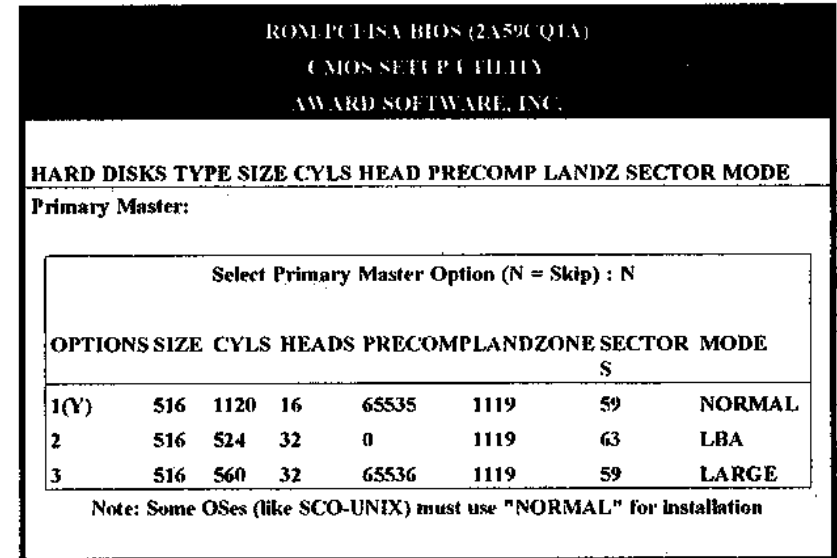 ROM PCI ISA BIOS (2A59CQ1A)
CMOS SETUP UTILITY
AWARD SOFTWARE, INC.
HARD DISKS TYPE SIZE CYLS HEAD PRECOMP LANDZ SECTOR MODE
Primary Master:
Select Primary Master Option (N = Skip) : N
OPTIONS SIZE CYLS HEADS PRECOMP LANDZONE SECTOR MODE
S
1(Y) 516 1120 16 65535 1119 59 NORMAL
2 516 524 32 0 1119 63 LBA
3 516 560 32 65536 1119 59 LARGE
Note: Some OSes (like SCO-UNIX) must use "NORMAL" for installation